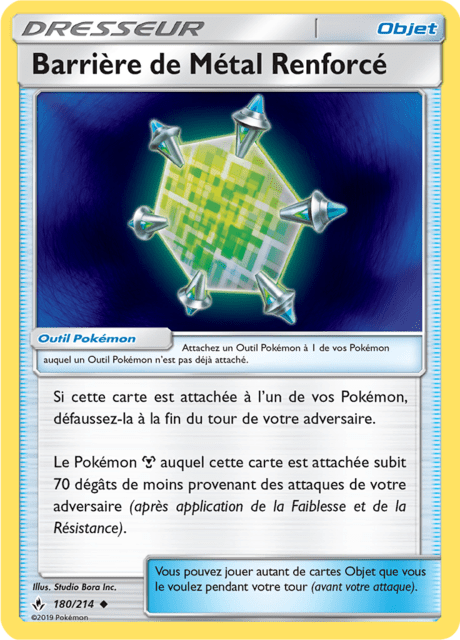 DRESSEUR Objet
Barrière de Métal Renforcé
Outil Pokémon
Attachez un Outil Pokémon à 1 de vos Pokémon
auquel un Outil Pokémon n'est pas déjà attaché.
Si cette carte est attachée à l'un de vos Pokémon,
défaussez-la à la fin du tour de votre adversaire.
Le Pokémon auquel cette carte est attachée subit
70 dégâts de moins provenant des attaques de votre
adversaire (après application de la Faiblesse et de la
Résistance).
Vous pouvez jouer autant de cartes Objet que vous
le voulez pendant votre tour (avant votre attaque).
Illus. Studio Bora Inc.
180/214
©2019 Pokémon